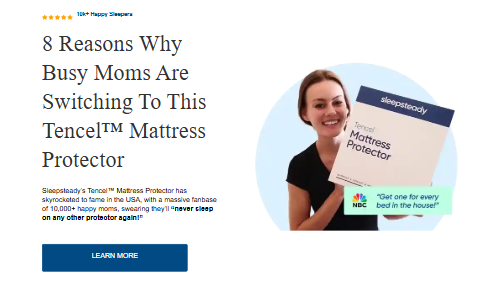 10k+ Happy Sleepers
8 Reasons Why
Busy Moms Are
Switching To This
Tencel™ Mattress
Protector
Sleepsteady's Tencel™ Mattress Protector has
skyrocketed to fame in the USA, with a massive fanbase
of 10,000+ happy moms, swearing they'll "never sleep
on any other protector again!"
LEARN MORE
sleepsteady
Tencel
Mattress
Protector
NBC
"Get one for every
bed in the house!"